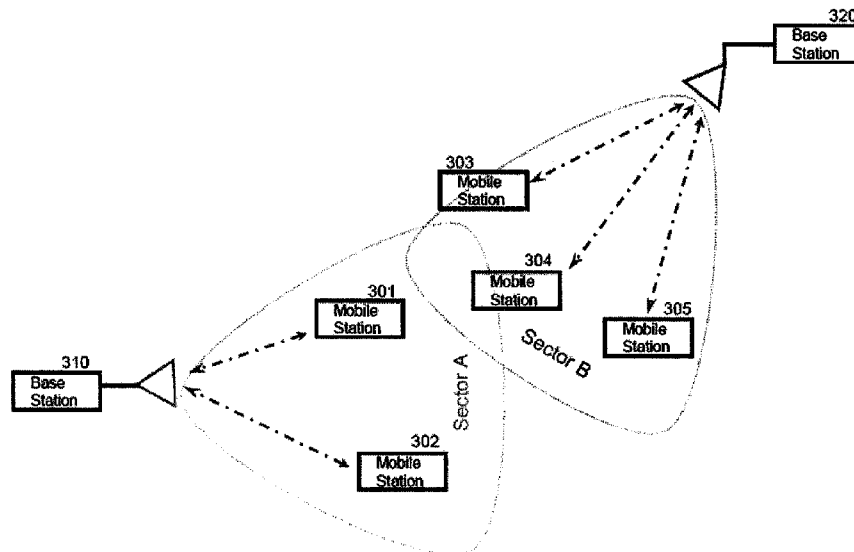 320
Base
Station
303
Mobile
Station
304
Mobile
Station
301
Mobile
Station
305
Mobile
Station
Sector B
Sector A
310
Base
Station
302
Mobile
Station